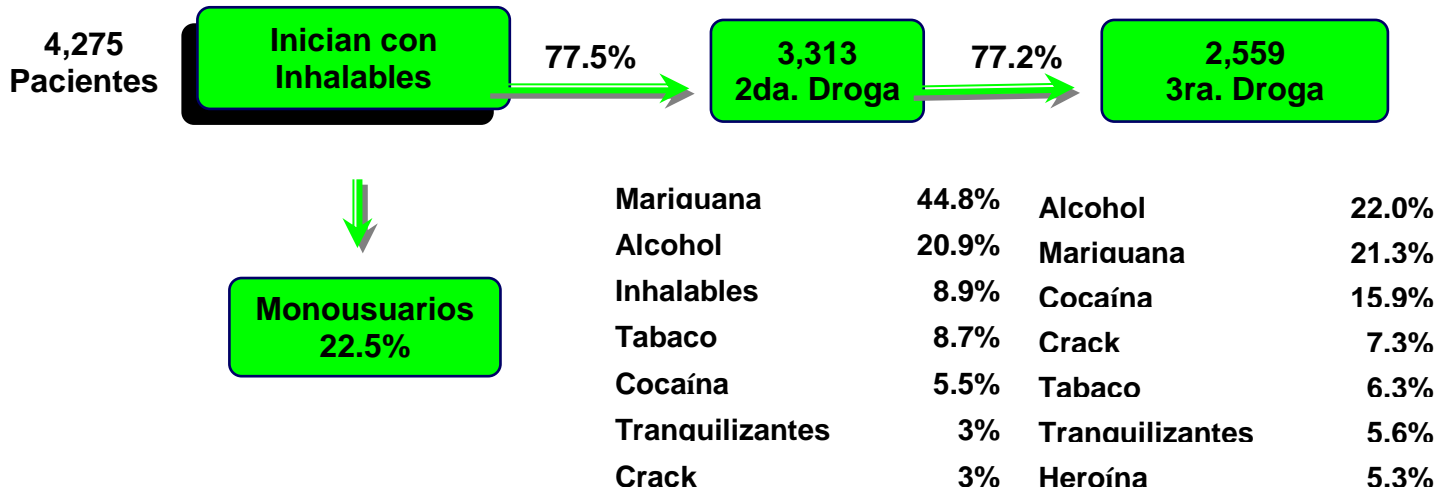 4,275
Pacientes
Inician con
Inhalables
77.5%
3,313
2da. Droga
77.2%
2,559
3ra. Droga
Monousuarios
22.5%
Mariguana 44.8%
Alcohol 20.9%
Inhalables 8.9%
Tabaco 8.7%
Cocaína 5.5%
Tranquilizantes 3%
Crack 3%
Alcohol 22.0%
Mariguana 21.3%
Cocaína 15.9%
Crack 7.3%
Tabaco 6.3%
Tranquilizantes 5.6%
Heroína 5.3%